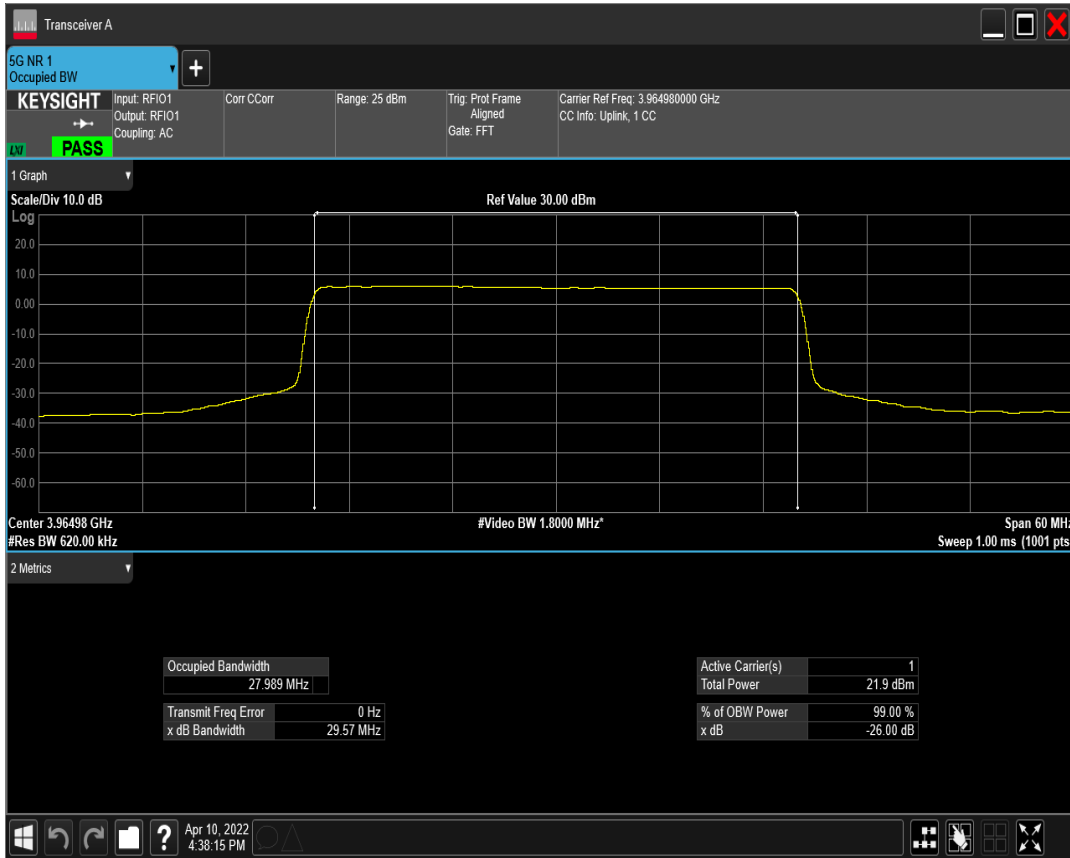 Transceiver A
5G NR 1
Occupied BW
KEYSIGHT
LXI
PASS
Input: RFIO1
Output: RFIO1
Coupling: AC
Corr CCorr
Range: 25 dBm
Trig: Prot Frame
Aligned
Gate: FFT
Carrier Ref Freq: 3.964980000 GHz
CC Info: Uplink, 1 CC
1 Graph
Scale/Div 10.0 dB
Ref Value 30.00 dBm
Log
20.0
10.0
0.00
-10.0
-20.0
-30.0
-40.0
-50.0
-60.0
Center 3.96498 GHz
#Video BW 1.8000 MHz*
Span 60 MHz
#Res BW 620.00 kHz
Sweep 1.00 ms (1001 pts
2 Metrics
Occupied Bandwidth
27.989 MHz
Transmit Freq Error 0 Hz
x dB Bandwidth 29.57 MHz
Active Carrier(s) 1
Total Power 21.9 dBm
% of OBW Power 99.00 %
x dB -26.00 dB
?
Apr 10, 2022
4:38:15 PM